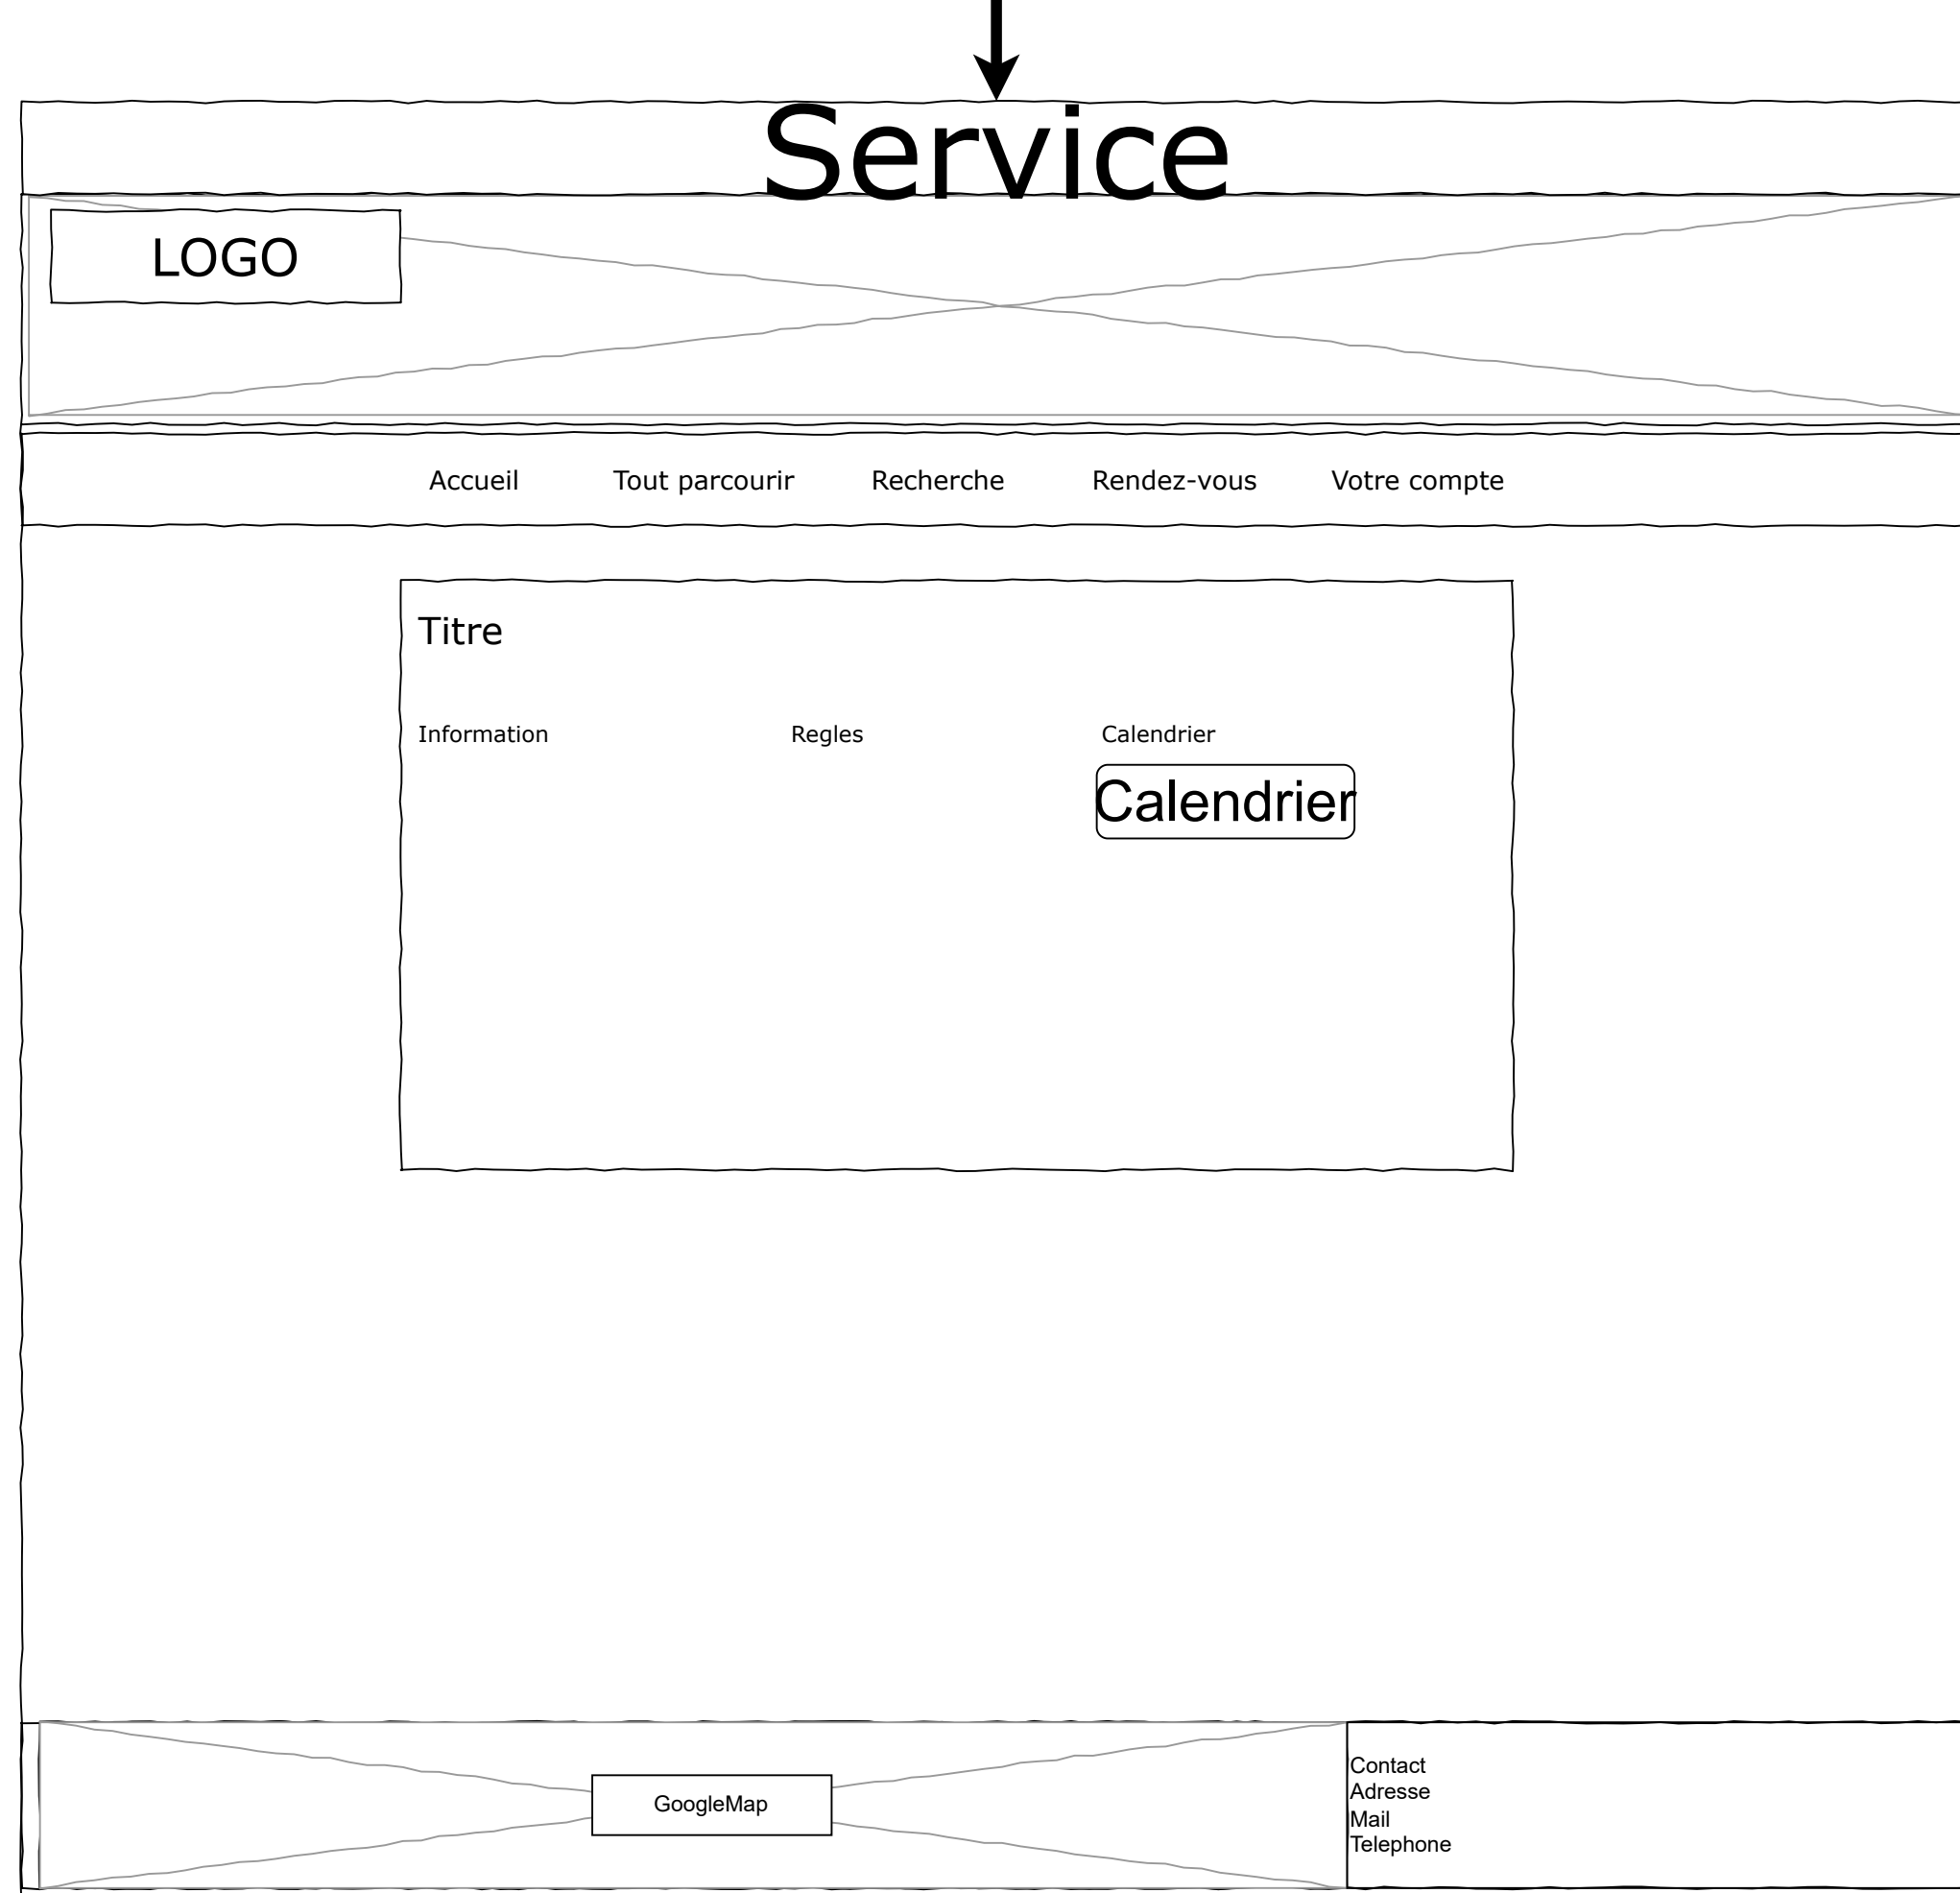 Service
LOGO
Accueil Tout parcourir Recherche Rendez-vous Votre compte
Titre
Information Regles Calendrier
Calendrier
GoogleMap
Contact
Adresse
Mail
Telephone